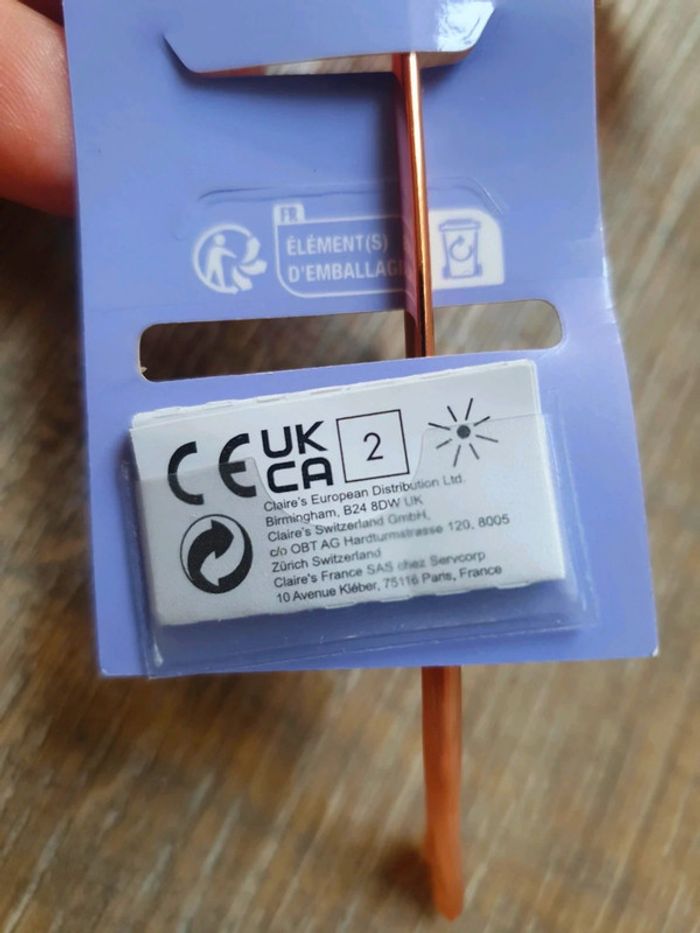 FR
ÉLÉMENT(S)
D'EMBALLAGE
CE UK CA 2
Claire's European Distribution Ltd.
Birmingham, B24 8DW UK
Claire's Switzerland GmbH,
c/o OBT AG Hardturmstrasse 120, 8005
Zürich Switzerland
Claire's France SAS chez Servcorp
10 Avenue Kléber, 75116 Paris, France